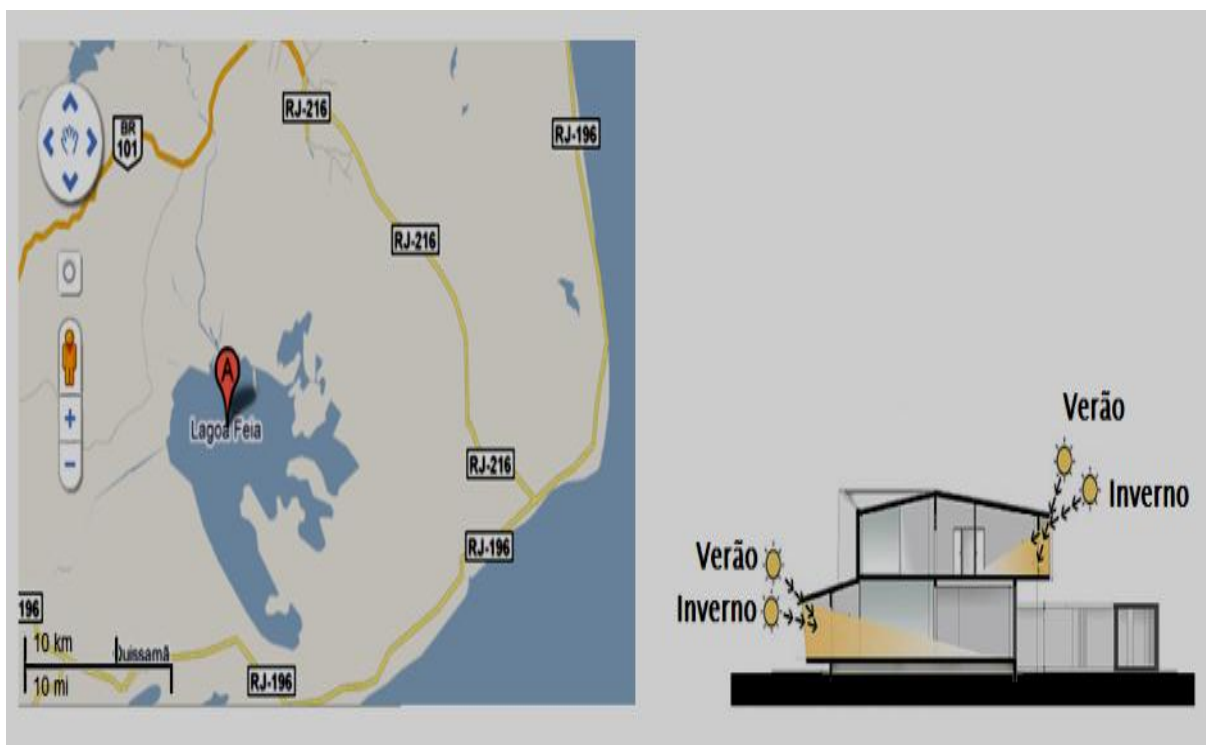 BR
101
RJ-216
RJ-196
RJ-216
A
Lagoa Feia
RJ-216
RJ-196
196
10 km
Quissamã
10 mi
RJ-196
Verão
Inverno
Verão
Inverno